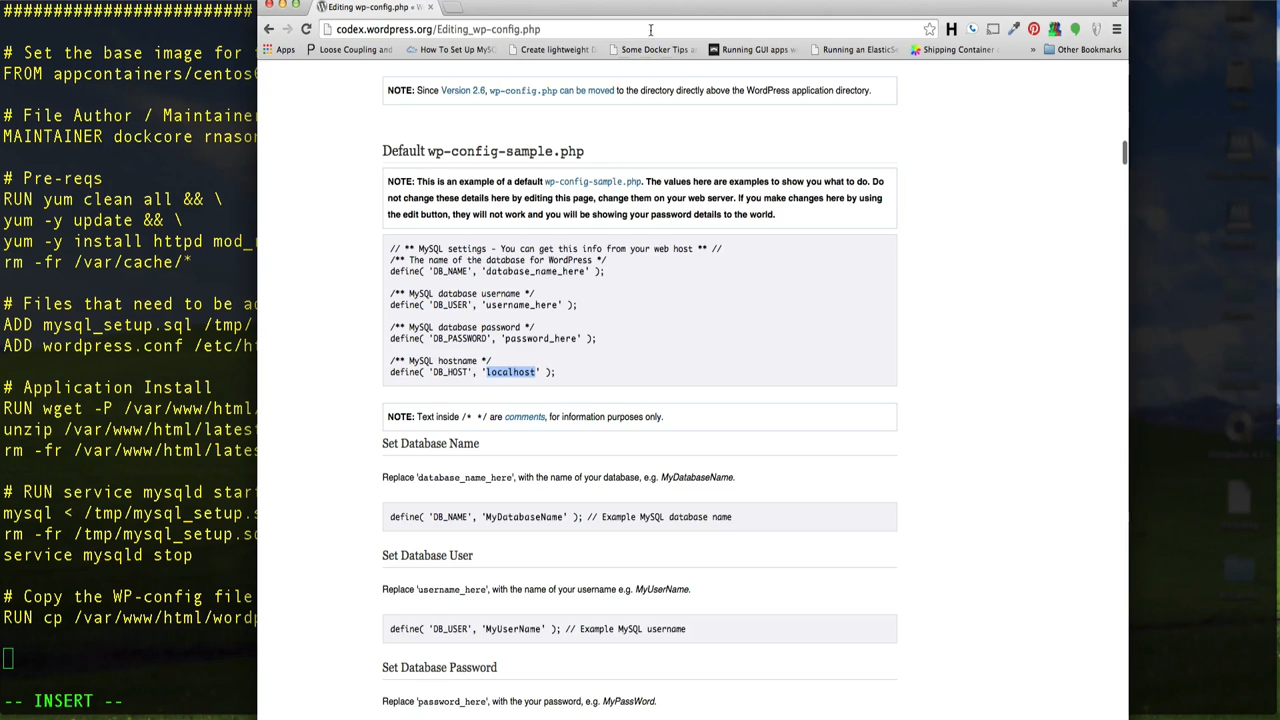 ########################
# Set the base image for
FROM appcontainers/centos6
# File Author / Maintainer
MAINTAINER dockcore rnason
# Pre-reqs
RUN yum clean all && \
yum -y update && \
yum -y install httpd mod_
rm -fr /var/cache/*
# Files that need to be ad
ADD mysql_setup.sql /tmp/
ADD wordpress.conf /etc/ht
# Application Install
RUN wget -P /var/www/html/
unzip /var/www/html/latest
rm -fr /var/www/html/lates
# RUN service mysqld start
mysql < /tmp/mysql_setup.s
rm -fr /tmp/mysql_setup.sq
service mysqld stop
# Copy the WP-config file
RUN cp /var/www/html/wordp
-- INSERT --
Editing wp-config.php « W
codex.wordpress.org/Editing_wp-config.php
Apps Loose Coupling and How To Set Up MySQ Create lightweight Some Docker Tips a Running GUI apps w Running an ElasticSe Shipping Container » Other Bookmarks
NOTE: Since Version 2.6, wp-config.php can be moved to the directory directly above the WordPress application directory.
Default wp-config-sample.php
NOTE: This is an example of a default wp-config-sample.php. The values here are examples to show you what to do. Do
not change these details here by editing this page, change them on your web server. If you make changes here by using
the edit button, they will not work and you will be showing your password details to the world.
// ** MySQL settings - You can get this info from your web host ** //
/** The name of the database for WordPress */
define( 'DB_NAME', 'database_name_here' );
/** MySQL database username */
define( 'DB_USER', 'username_here' );
/** MySQL database password */
define( 'DB_PASSWORD', 'password_here' );
/** MySQL hostname */
define( 'DB_HOST', 'localhost' );
NOTE: Text inside /* */ are comments, for information purposes only.
Set Database Name
Replace 'database_name_here', with the name of your database, e.g. MyDatabaseName.
define( 'DB_NAME', 'MyDatabaseName' ); // Example MySQL database name
Set Database User
Replace 'username_here', with the name of your username e.g. MyUserName.
define( 'DB_USER', 'MyUserName' ); // Example MySQL username
Set Database Password
Replace 'password_here', with the your password, e.g. MyPassWord.